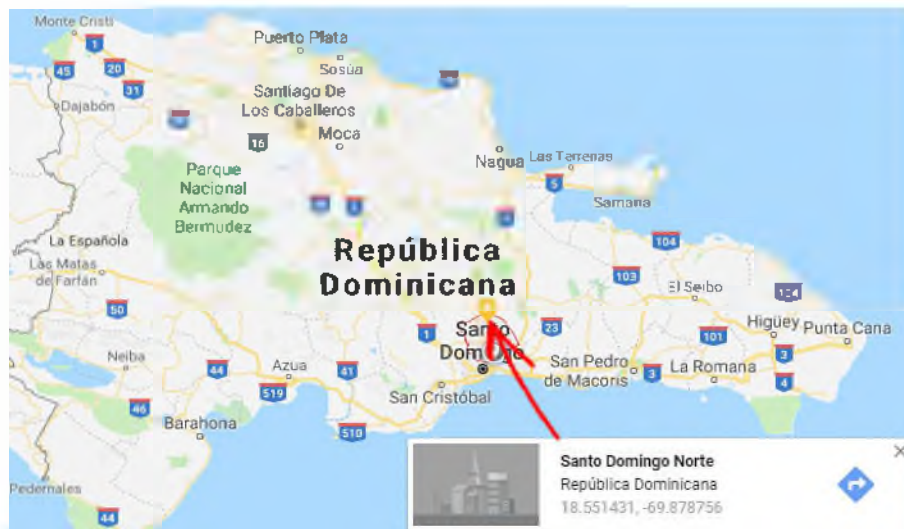 Monte Cristi
1
Puerto Plata
Sosúa
45
20
31
Santiago De
Los Caballeros
Dajabón
16
Moca
Nagua
Las Terrenas
5
Samana
Parque
Nacional
Armando
Bermudez
La Española
Las Matas
de Farfán
República
Dominicana
104
103
El Seibo
104
50
1
Santo
Domingo
23
101
Higüey
Punta Cana
Neiba
44
Azua
41
San Pedro
de Macoris
3
La Romana
3
4
519
San Cristóbal
46
Barahona
510
Pedernales
44
Santo Domingo Norte
República Dominicana
18.551431, -69.878756